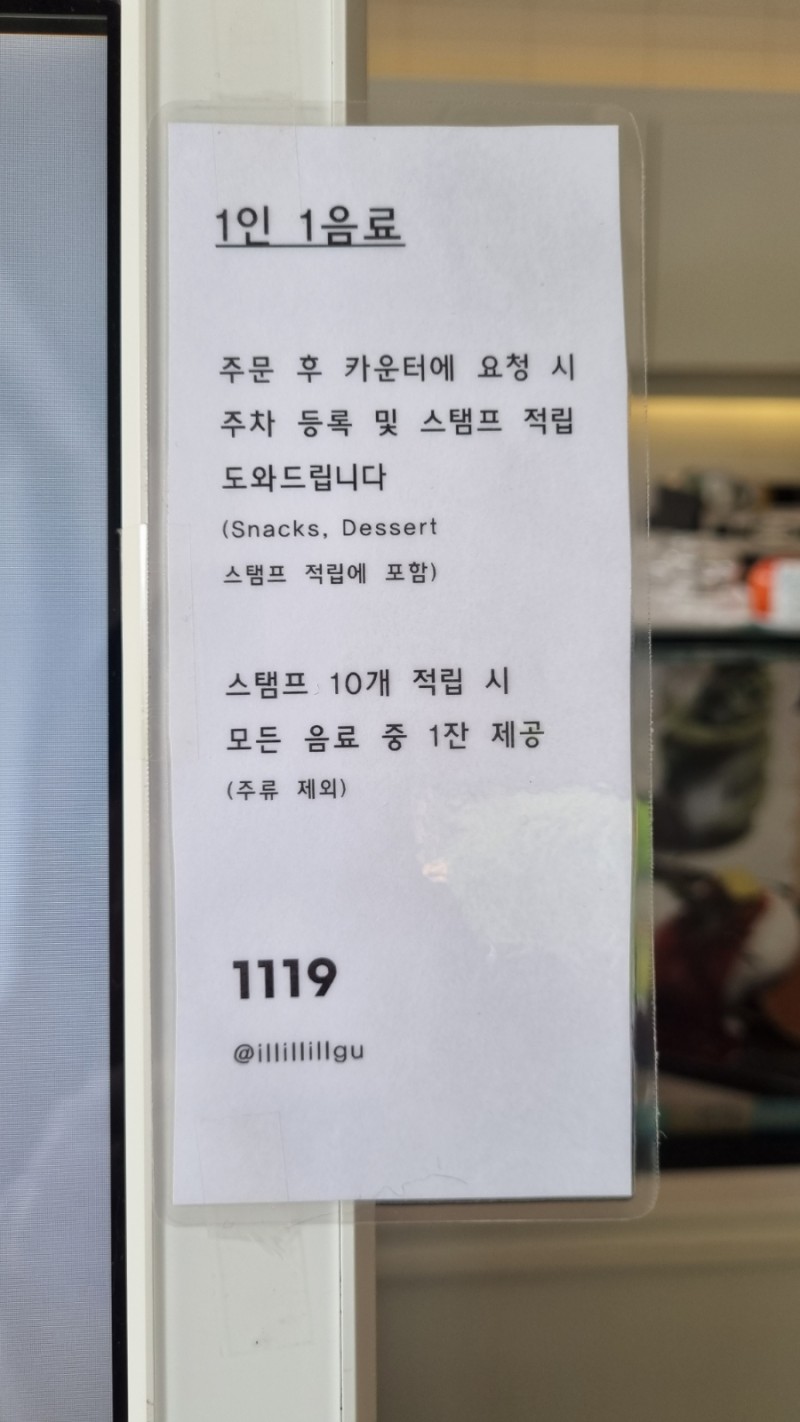 1인 1음료
주문 후 카운터에 요청 시
주차 등록 및 스탬프 적립
도와드립니다
(Snacks, Dessert
스탬프 적립에 포함)
스탬프 10개 적립 시
모든 음료 중 1잔 제공
(주류 제외)
1119
@illillillgu